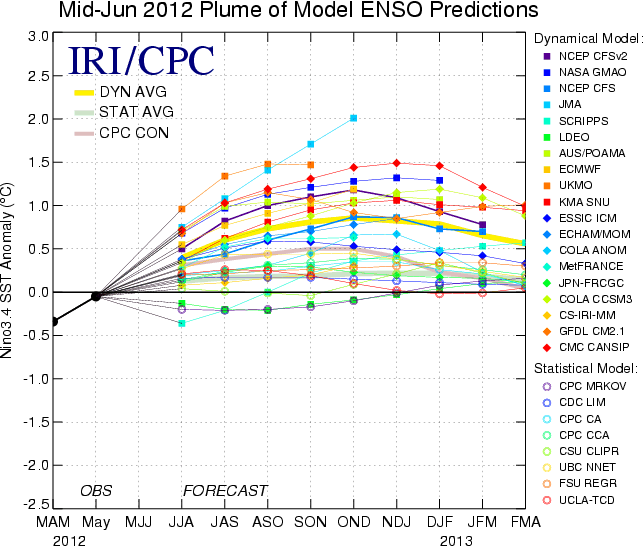 Mid-Jun 2012 Plume of Model ENSO Predictions
IRI/CPC
DYN AVG
STAT AVG
CPC CON
Nino3.4 SST Anomaly (°C)
3.0
2.5
2.0
1.5
1.0
0.5
0.0
-0.5
-1.0
-1.5
-2.0
-2.5
OBS FORECAST
MAM May MJJ JJA JAS ASO SON OND NDJ DJF JFM FMA
2012 2013
Dynamical Model:
NCEP CFSv2
NASA GMAO
NCEP CFS
JMA
SCRIPPS
LDEO
AUS/POAMA
ECMWF
UKMO
KMA SNU
ESSIC ICM
ECHAM/MOM
COLA ANOM
MetFRANCE
JPN-FRCGC
COLA CCSM3
CS-IRI-MM
GFDL CM2.1
CMC CANSIP
Statistical Model:
CPC MRKOV
CDC LIM
CPC CA
CPC CCA
CSU CLIPR
UBC NNET
FSU REGR
UCLA-TCD